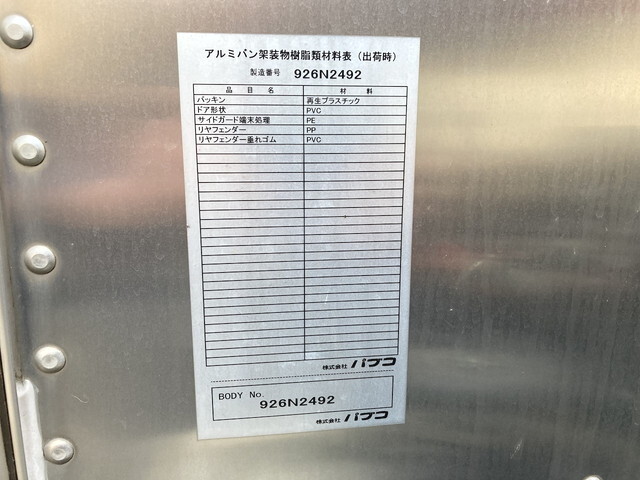 アルミバン架装物樹脂類材料表（出荷時）
製造番号 926N2492
品目名 材料
パッキン 再生プラスチック
ドア形状 PVC
サイドガード端末処理 PE
リヤフェンダー PP
リヤフェンダー垂れゴム PVC
株式会社 パブコ
BODY No.
926N2492
株式会社 パブコ